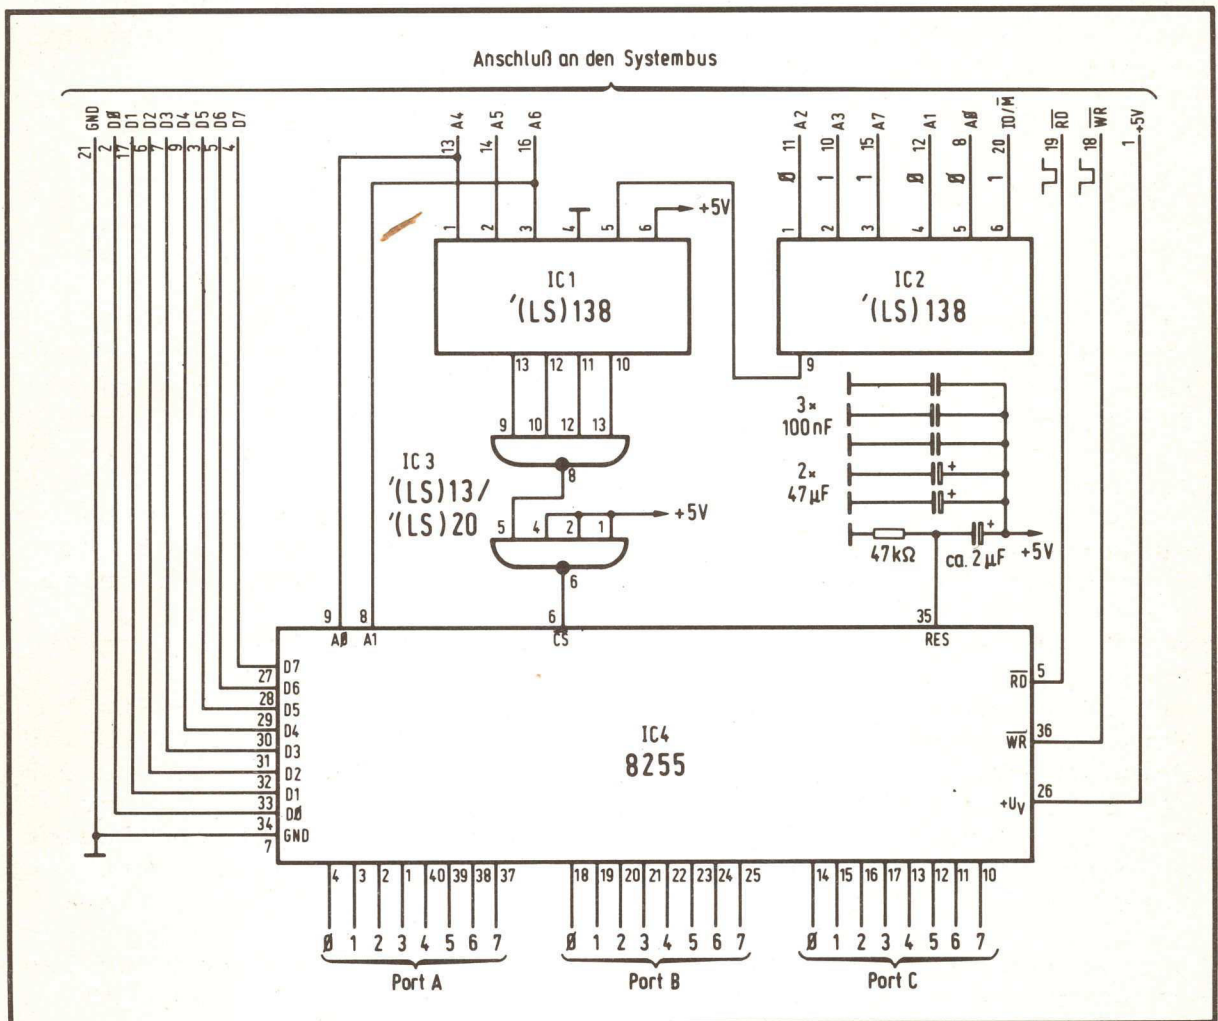 Anschluß an den Systembus
GND DØ D1 D2 D3 D4 D5 D6 D7
21 2 17 6 7 9 3 5 4
A4 A5 A6
13 14 16
A2 A3 A7 A1 AØ IO/M̅
11 10 15 12 8 20
Ø 1 1 Ø Ø 1
R̅D̅ W̅R̅ +5V
19 18 1
+5V
1 2 3 4 5 6
IC1
'(LS)138
13 12 11 10
1 2 3 4 5 6
IC2
'(LS)138
9
9 10 12 13
8
IC3
'(LS)13/
'(LS)20
5 4 2 1
+5V
6
3×
100nF
2×
47µF
+
+
+
47kΩ
ca. 2µF
+5V
9 8 6 35
AØ A1 C̅S̅ RES
27 D7
28 D6
29 D5
30 D4
31 D3
32 D2
33 D1
34 DØ
7 GND
IC4
8255
R̅D̅ 5
W̅R̅ 36
+UV 26
4 3 2 1 40 39 38 37
Ø 1 2 3 4 5 6 7
Port A
18 19 20 21 22 23 24 25
Ø 1 2 3 4 5 6 7
Port B
14 15 16 17 13 12 11 10
Ø 1 2 3 4 5 6 7
Port C